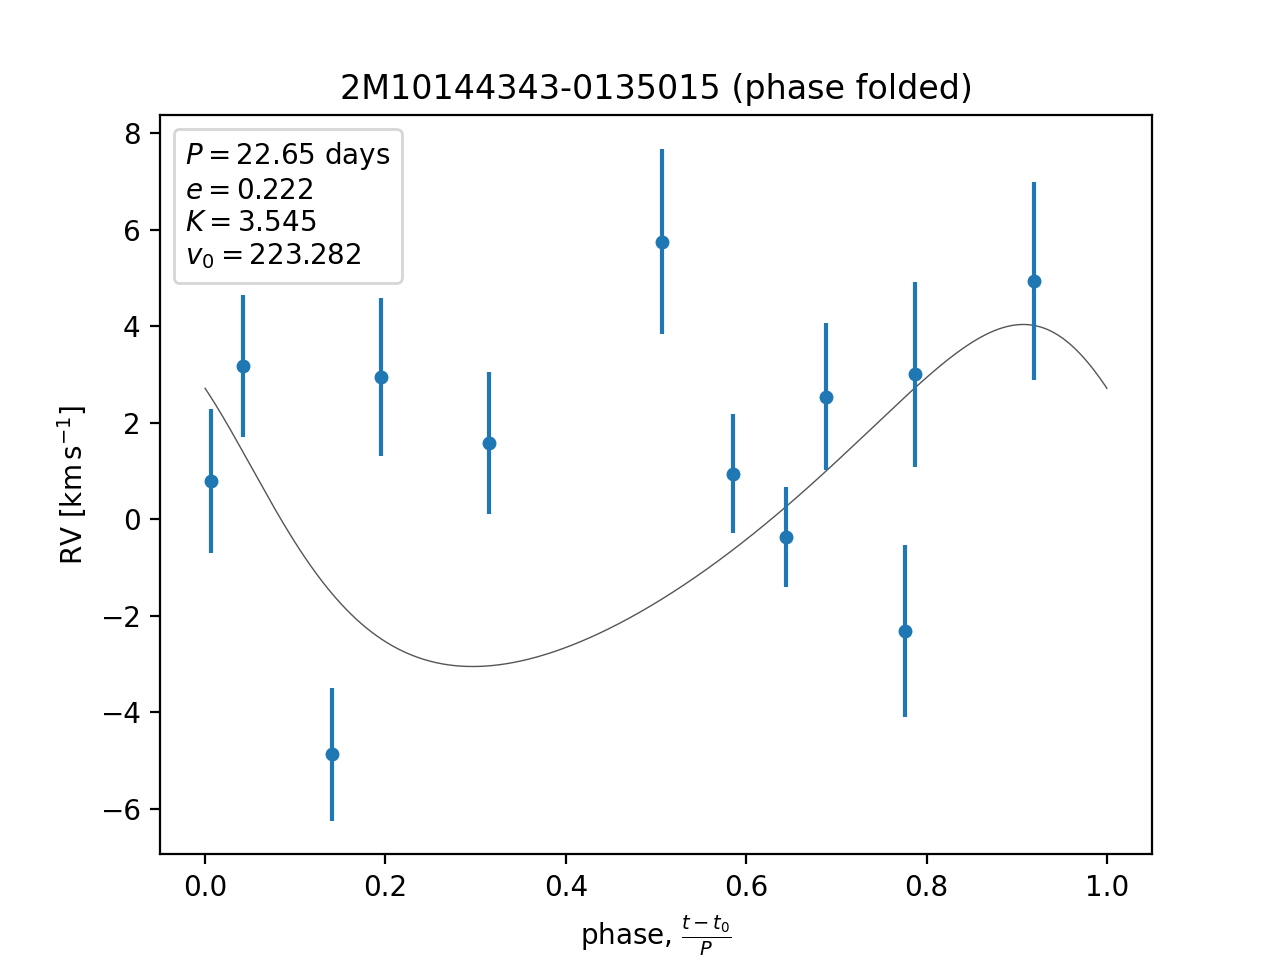 2M10144343-0135015 (phase folded)
P = 22.65 days
e = 0.222
K = 3.545
v₀ = 223.282
8
6
4
2
0
−2
−4
−6
RV [km s⁻¹]
0.0 0.2 0.4 0.6 0.8 1.0
phase, (t − t₀)/P